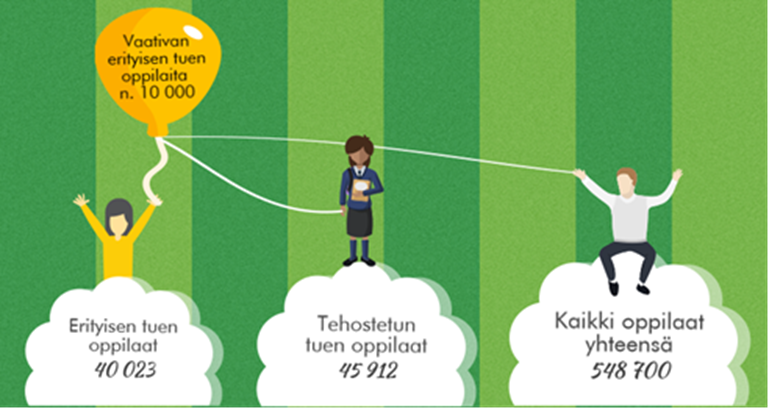 Vaativan
erityisen tuen
oppilaita
n. 10 000
Erityisen tuen
oppilaat
40 023
Tehostetun
tuen oppilaat
45 912
Kaikki oppilaat
yhteensä
548 700